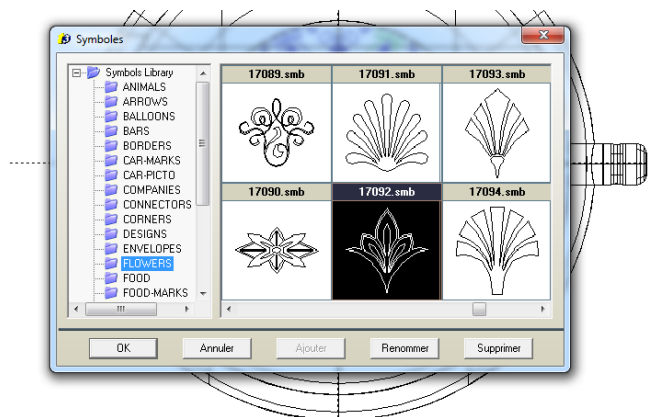 Symboles
Symbols Library
ANIMALS
ARROWS
BALLOONS
BARS
BORDERS
CAR-MARKS
CAR-PICTO
COMPANIES
CONNECTORS
CORNERS
DESIGNS
ENVELOPES
FLOWERS
FOOD
FOOD-MARKS
17089.smb 17091.smb 17093.smb
17090.smb 17092.smb 17094.smb
OK Annuler Ajouter Renommer Supprimer